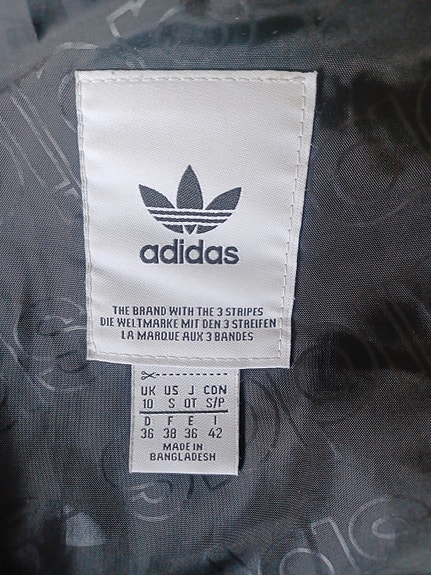 adidas
THE BRAND WITH THE 3 STRIPES
DIE WELTMARKE MIT DEN 3 STREIFEN
LA MARQUE AUX 3 BANDES
UK US J CDN
10 S OT S/P
D F E I
36 38 36 42
MADE IN
BANGLADESH